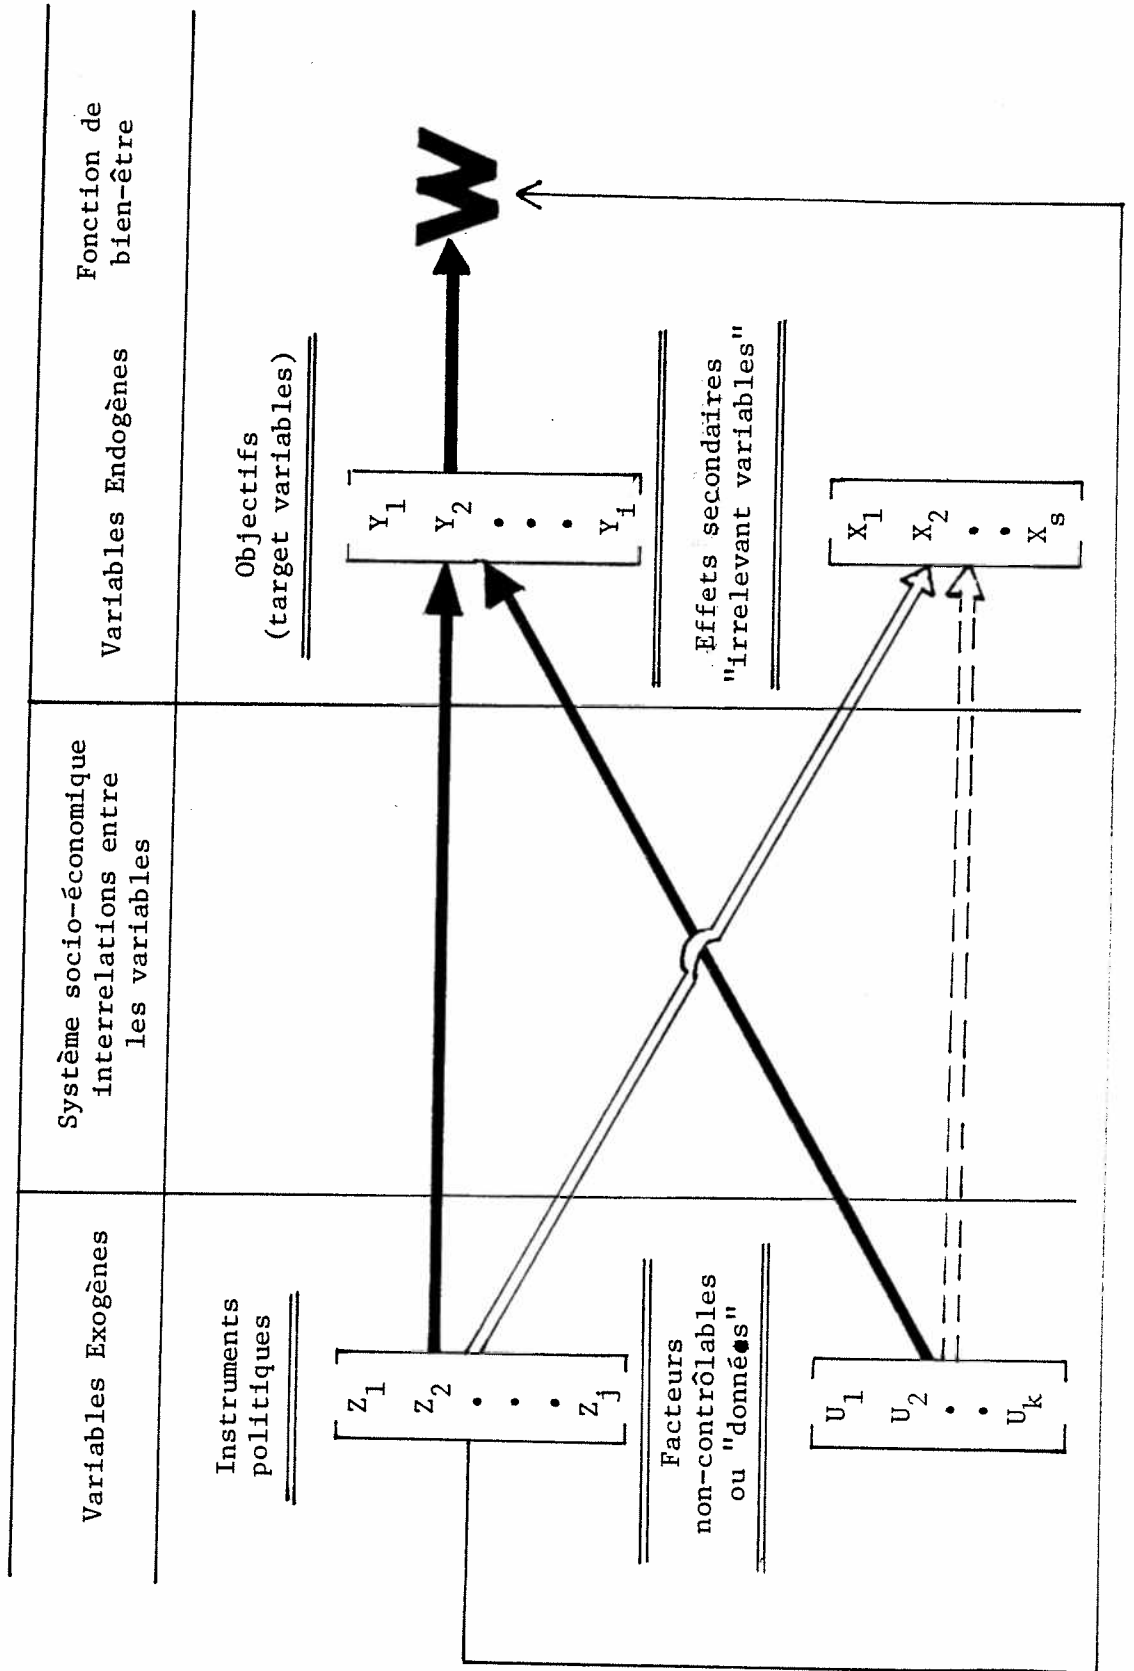 Variables Exogènes
Système socio-économique
interrelations entre
les variables
Variables Endogènes
Fonction de
bien-être
Instruments
politiques
Z1
Z2
.
.
.
Zj
Facteurs
non-contrôlables
ou "données"
U1
U2
.
.
Uk
Objectifs
(target variables)
Y1
Y2
.
.
.
Yi
Effets secondaires
"irrelevant variables"
X1
X2
.
.
Xs
W